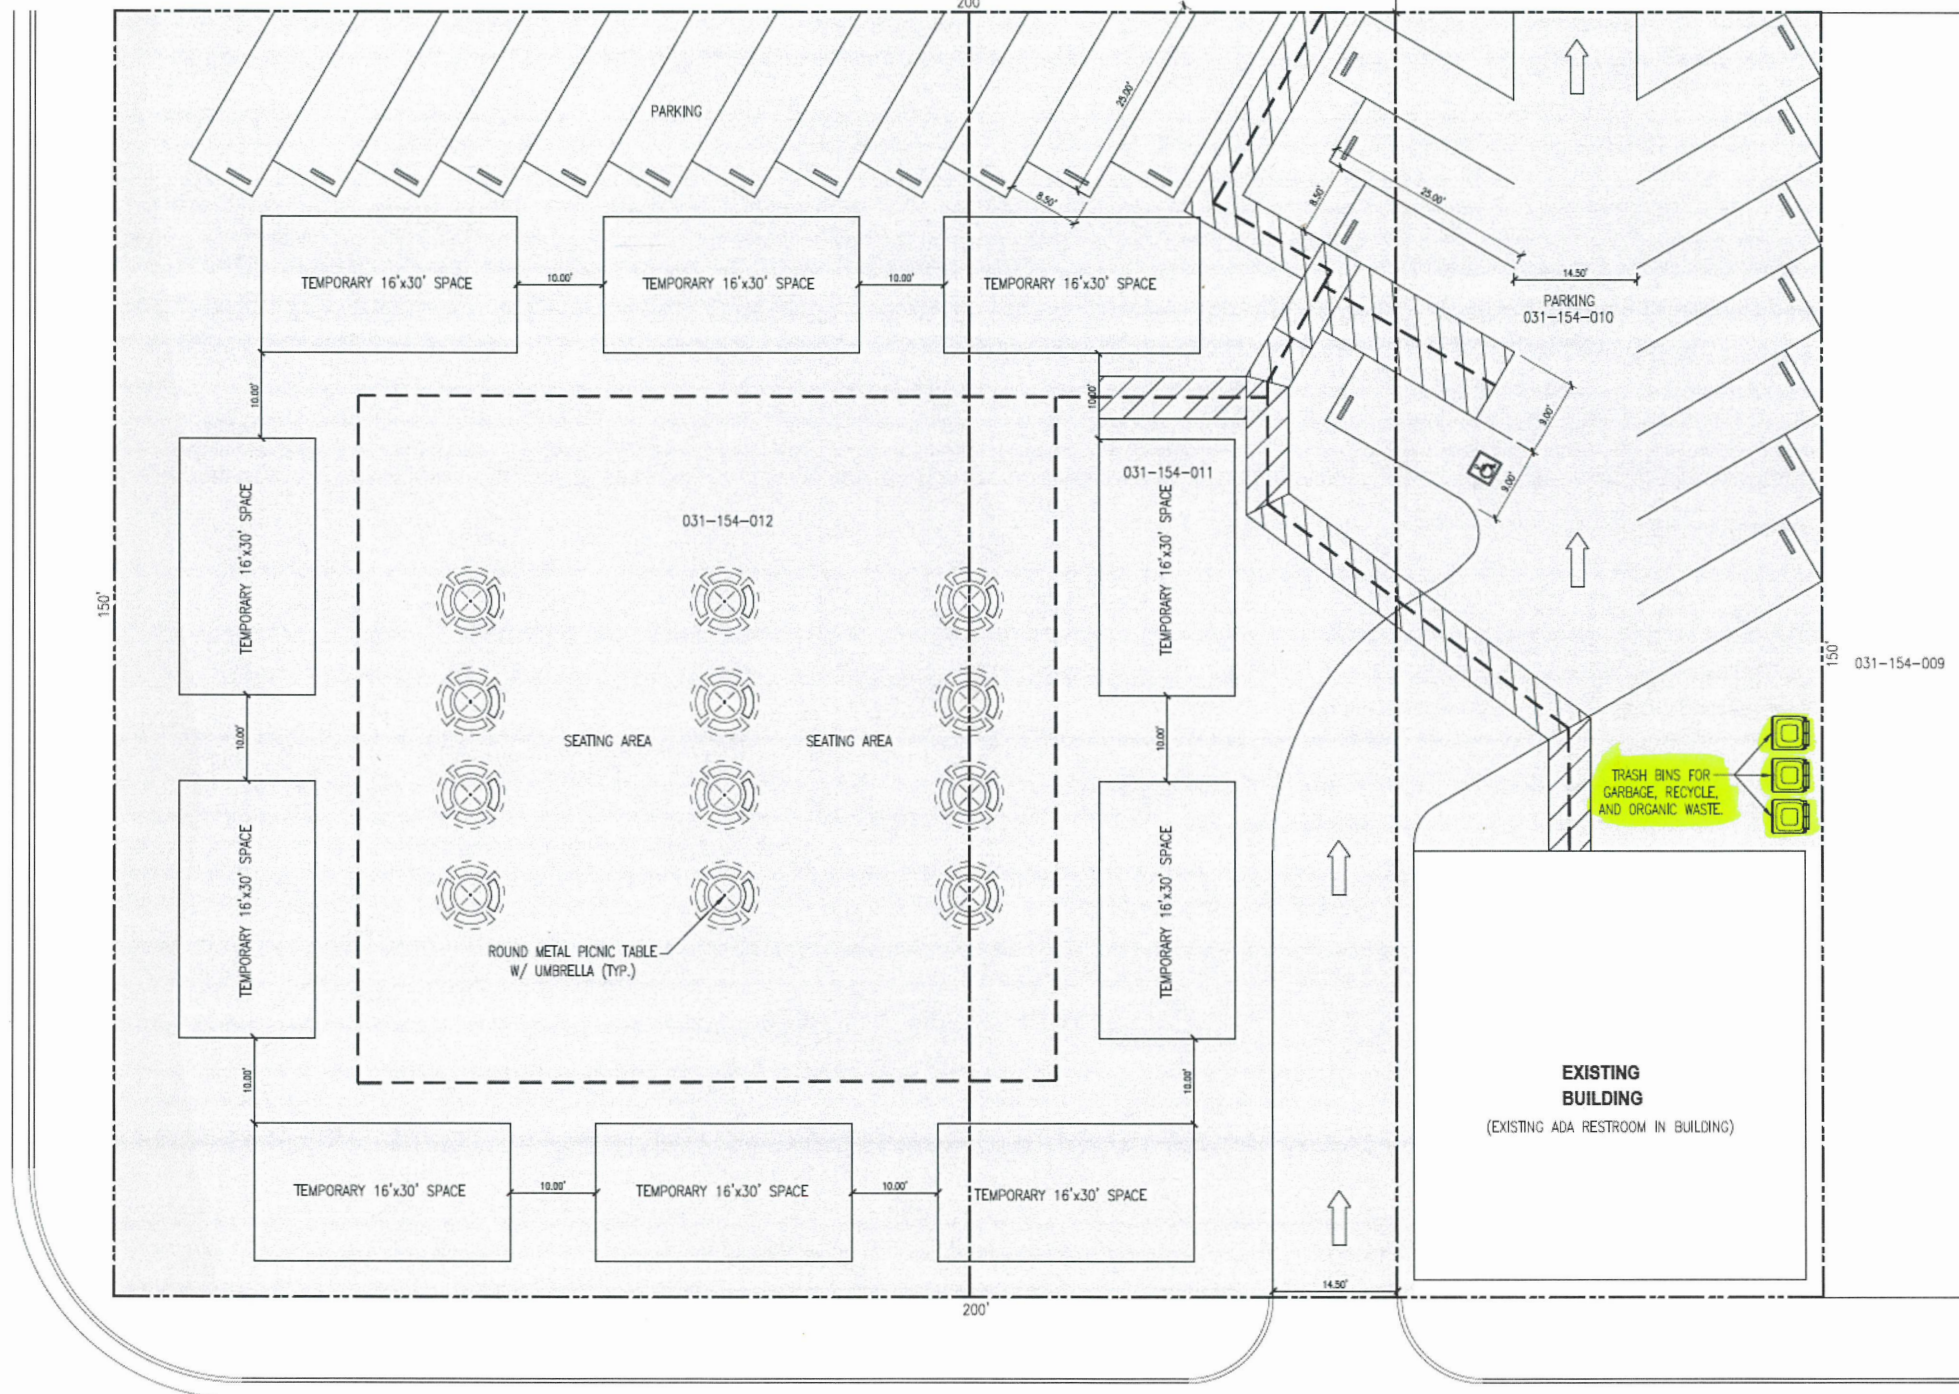 200'
PARKING
25.00'
8.50'
8.50'
25.00'
14.50'
PARKING
031-154-010
TEMPORARY 16'x30' SPACE
10.00'
TEMPORARY 16'x30' SPACE
10.00'
TEMPORARY 16'x30' SPACE
10.00'
10.00'
9.00'
9.00'
031-154-011
031-154-012
TEMPORARY 16'x30' SPACE
TEMPORARY 16'x30' SPACE
150'
150'
031-154-009
10.00'
SEATING AREA
SEATING AREA
10.00'
TRASH BINS FOR
GARBAGE, RECYCLE,
AND ORGANIC WASTE.
TEMPORARY 16'x30' SPACE
TEMPORARY 16'x30' SPACE
ROUND METAL PICNIC TABLE
W/ UMBRELLA (TYP.)
10.00'
10.00'
EXISTING
BUILDING
(EXISTING ADA RESTROOM IN BUILDING)
TEMPORARY 16'x30' SPACE
10.00'
TEMPORARY 16'x30' SPACE
10.00'
TEMPORARY 16'x30' SPACE
14.50'
200'